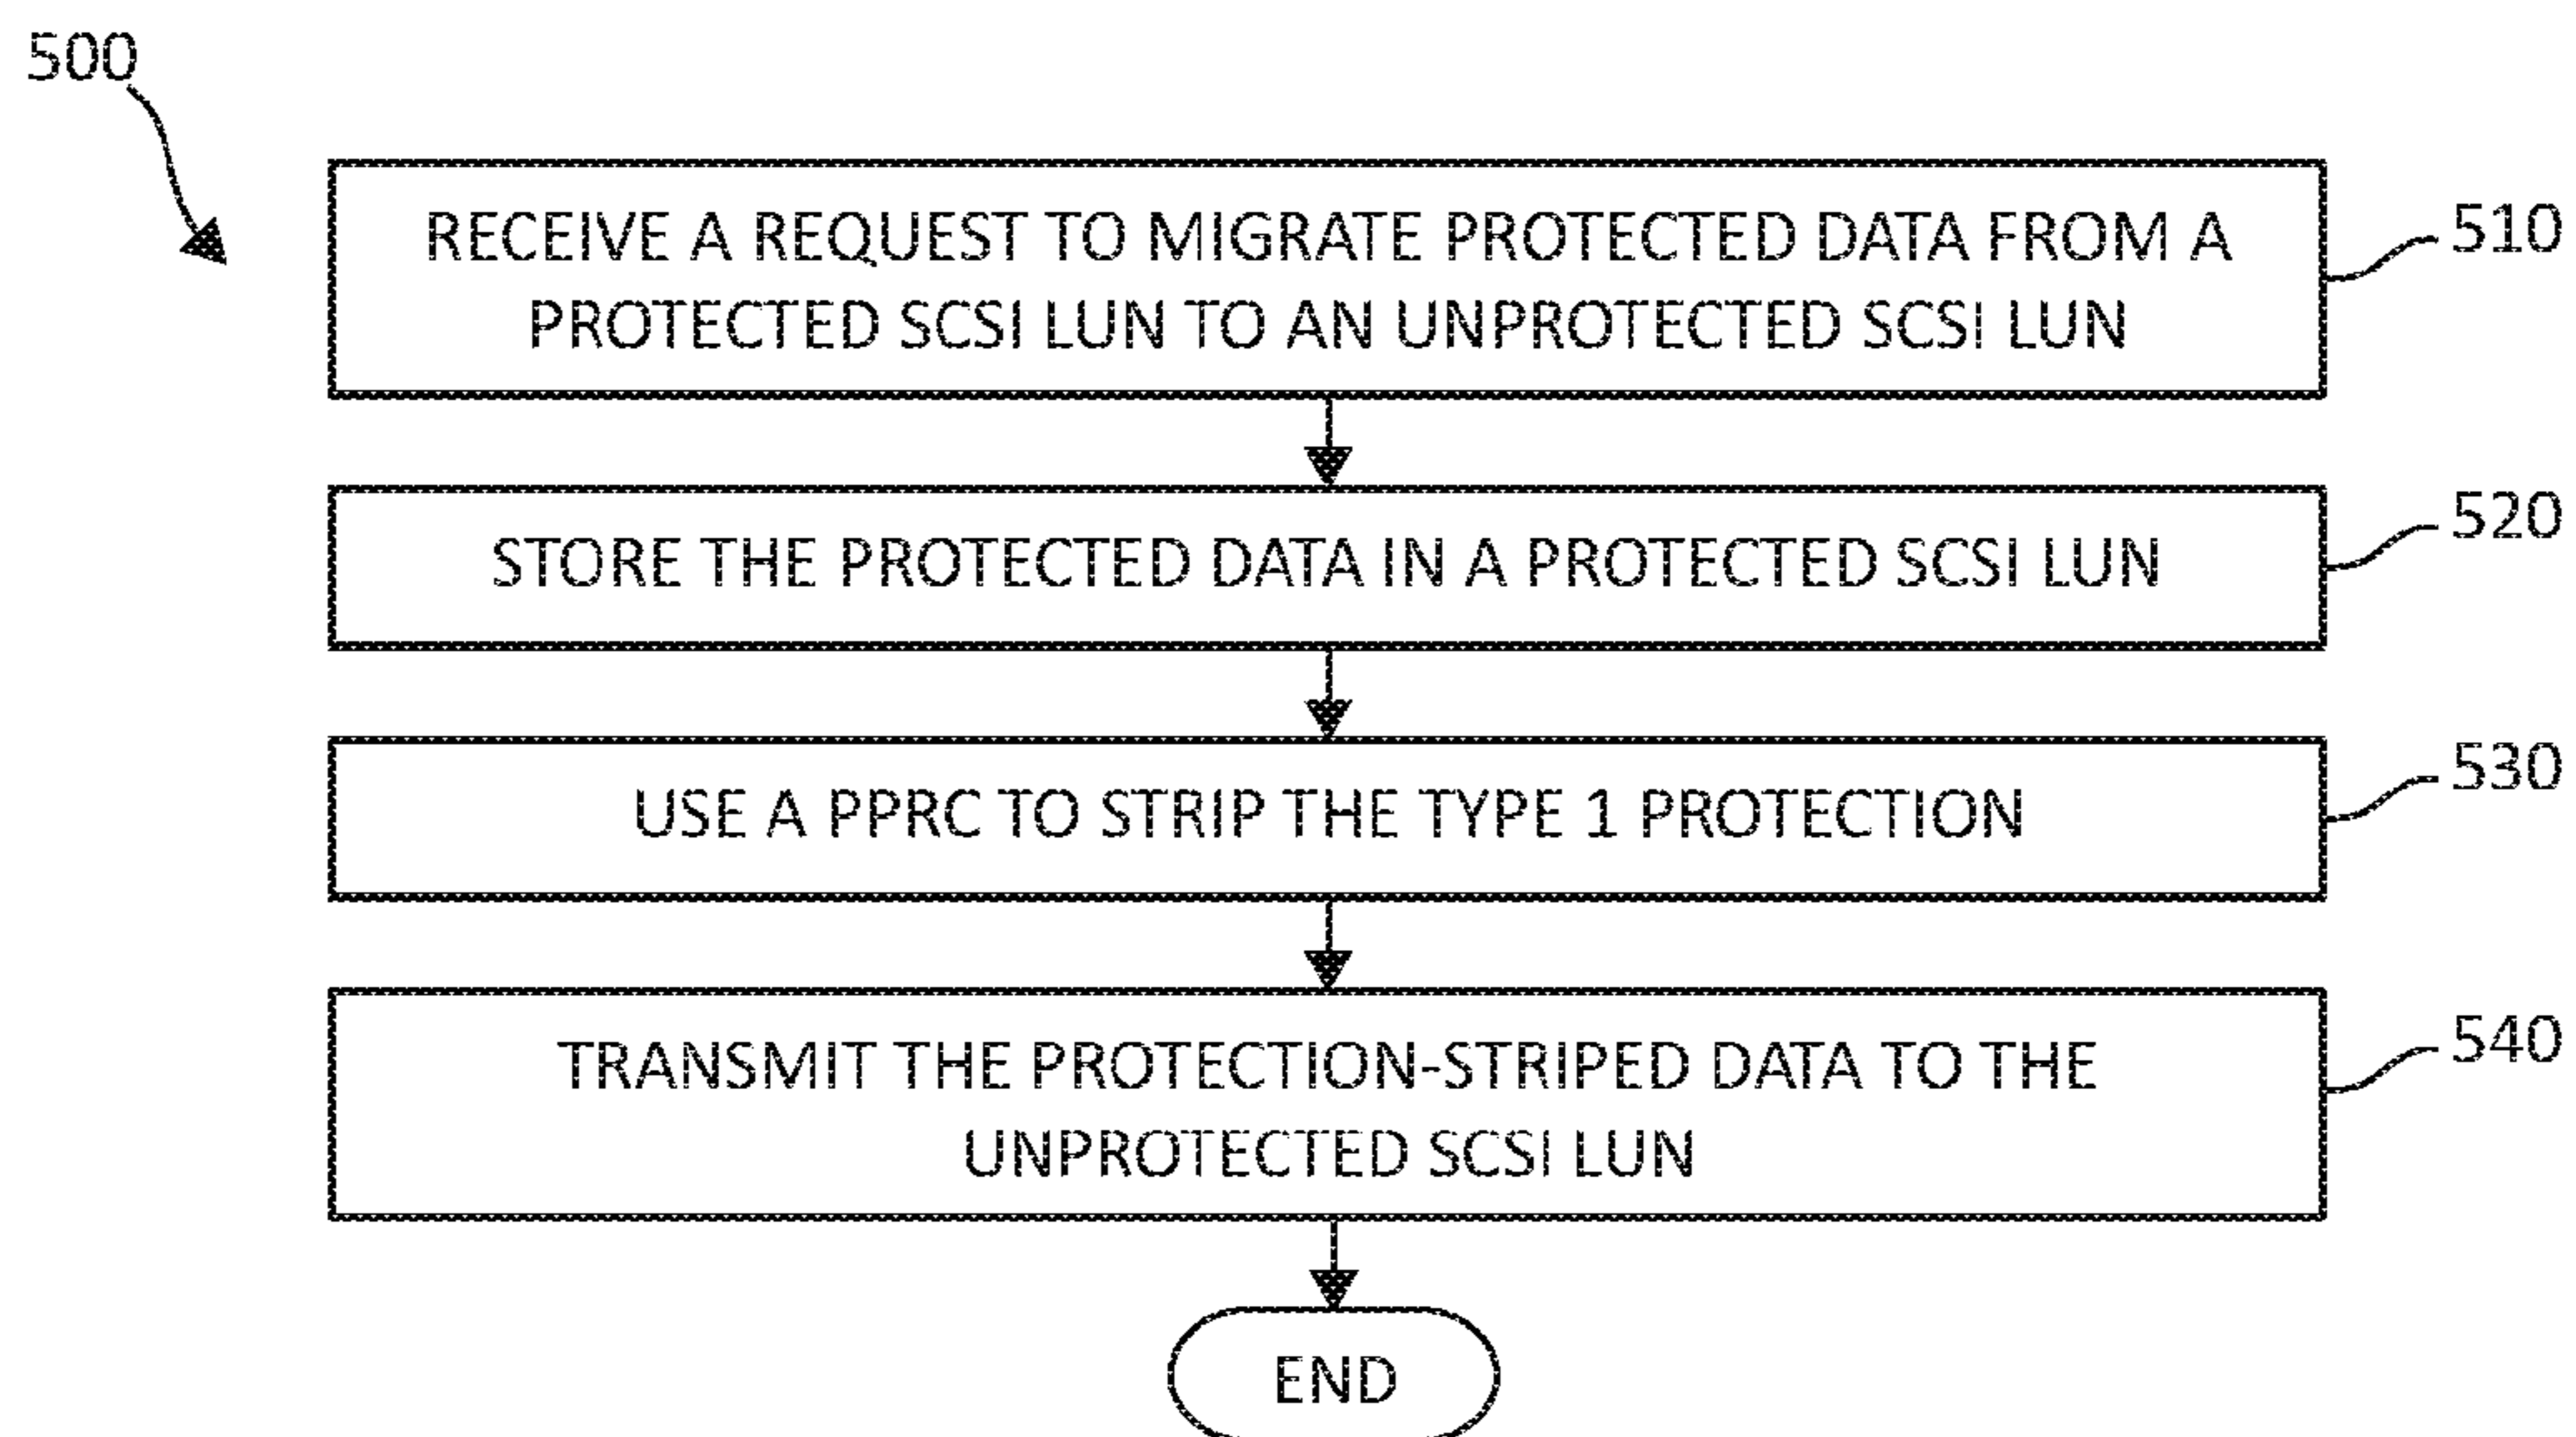 500
RECEIVE A REQUEST TO MIGRATE PROTECTED DATA FROM A
PROTECTED SCSI LUN TO AN UNPROTECTED SCSI LUN
510
STORE THE PROTECTED DATA IN A PROTECTED SCSI LUN
520
USE A PPRC TO STRIP THE TYPE 1 PROTECTION
530
TRANSMIT THE PROTECTION-STRIPED DATA TO THE
UNPROTECTED SCSI LUN
540
END